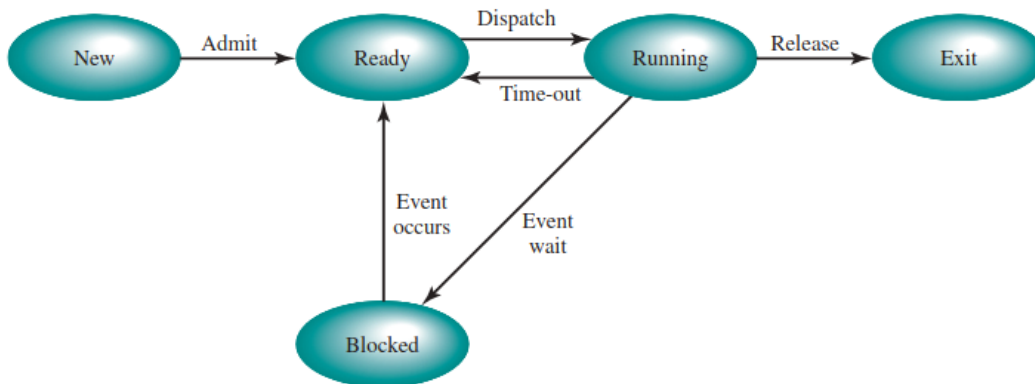 Dispatch
New
Admit
Ready
Running
Release
Exit
Time-out
Event
occurs
Event
wait
Blocked